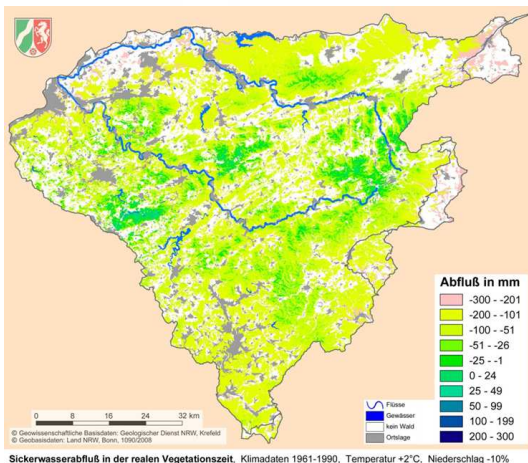 Abfluß in mm
-300 - -201
-200 - -101
-100 - -51
-51 - -26
-25 - -1
0 - 24
25 - 49
50 - 99
100 - 199
200 - 300
Flüsse
Gewässer
kein Wald
Ortslage
0 8 16 24 32 km
© Geowissenschaftliche Basisdaten: Geologischer Dienst NRW, Krefeld
© Geobasisdaten: Land NRW, Bonn, 1090/2008
Sickerwasserabfluß in der realen Vegetationszeit, Klimadaten 1961-1990, Temperatur +2°C, Niederschlag -10%